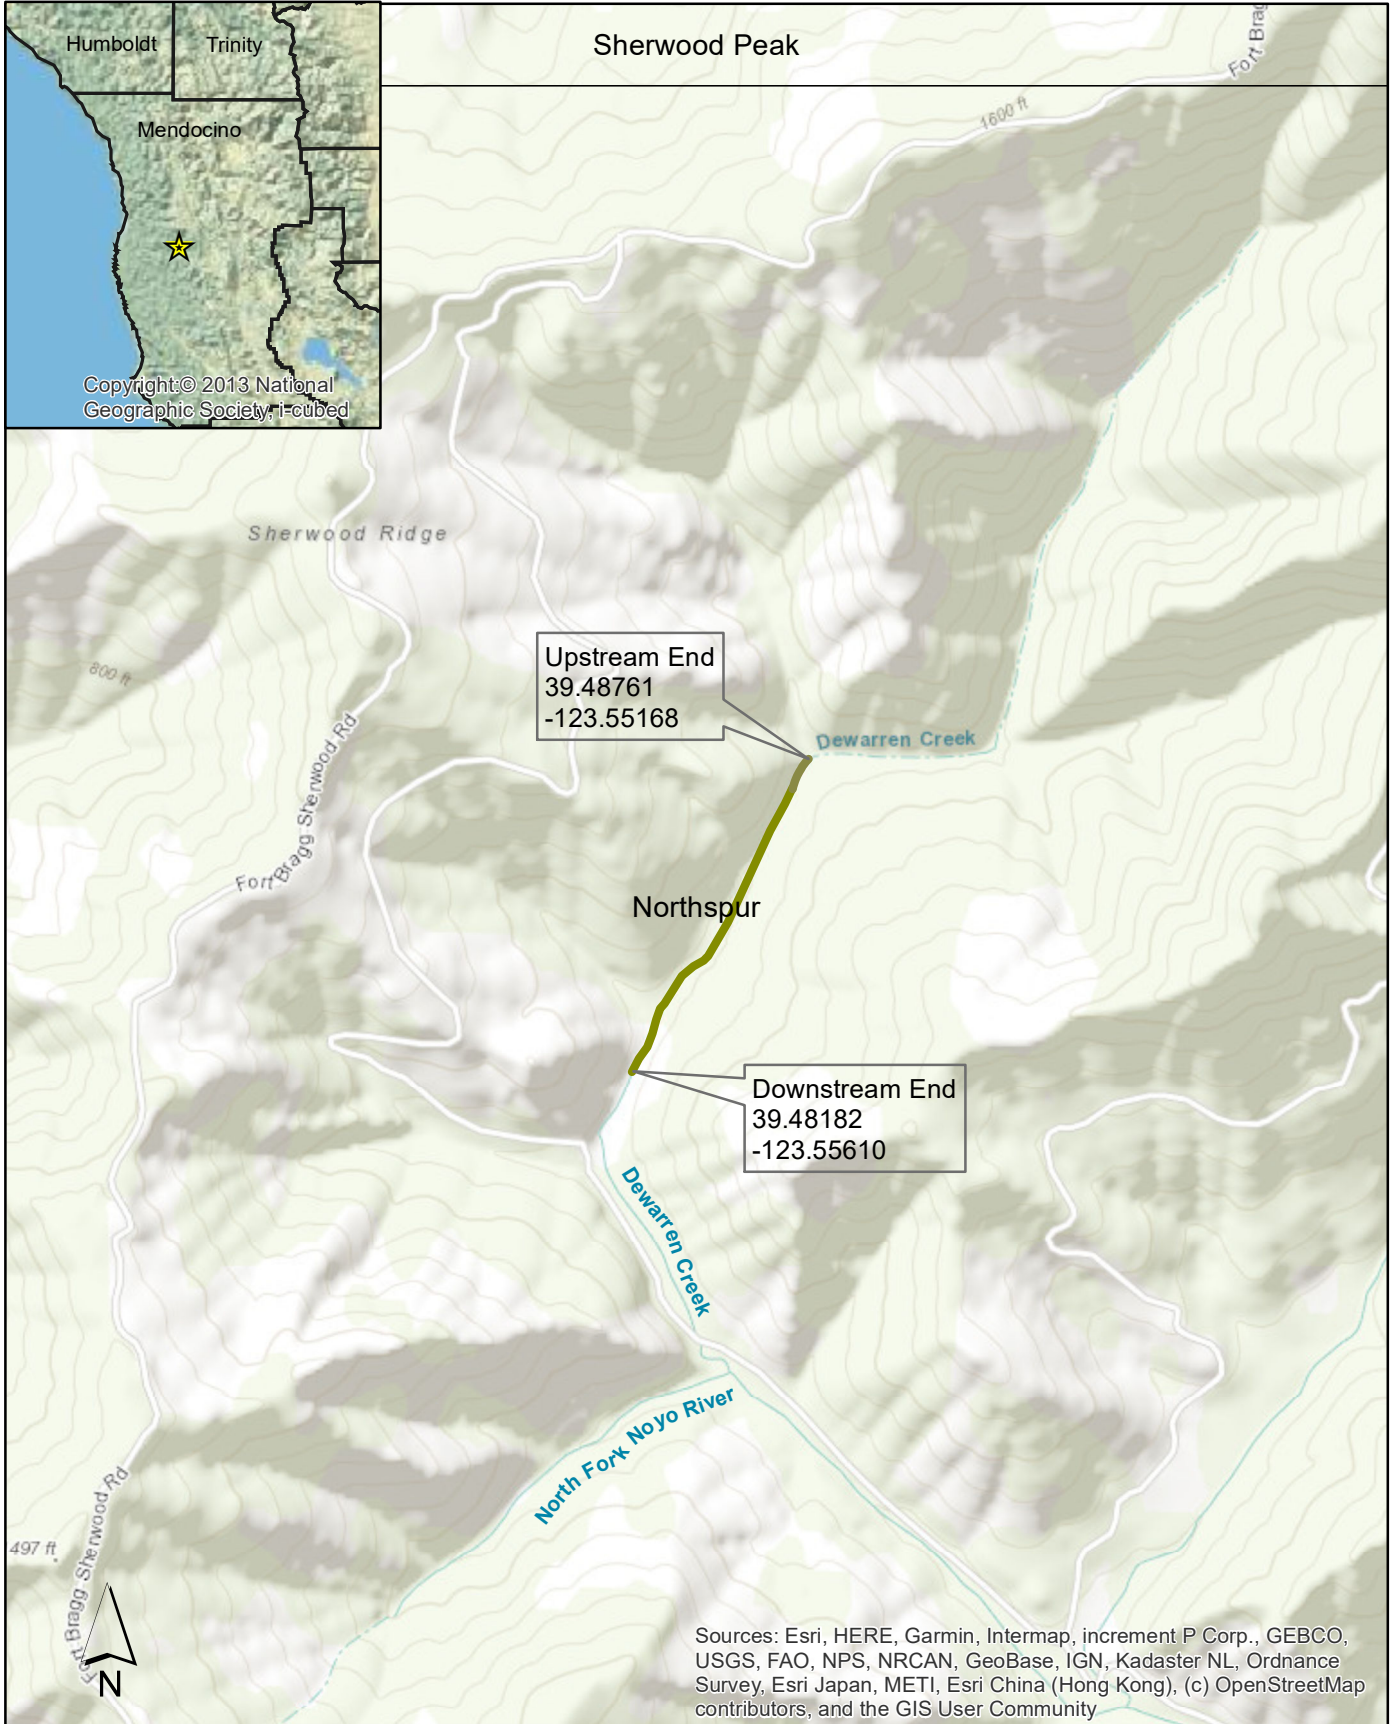 Humboldt
Trinity
Mendocino
Copyright:© 2013 National
Geographic Society, i-cubed
Sherwood Peak
Fort Brag
1600 ft
Sherwood Ridge
800 ft
Upstream End
39.48761
-123.55168
Dewarren Creek
Fort Bragg Sherwood Rd
Northspur
Downstream End
39.48182
-123.55610
Dewarren Creek
North Fork Noyo River
Fort Bragg Sherwood Rd
497 ft
N
Sources: Esri, HERE, Garmin, Intermap, increment P Corp., GEBCO,
USGS, FAO, NPS, NRCAN, GeoBase, IGN, Kadaster NL, Ordnance
Survey, Esri Japan, METI, Esri China (Hong Kong), (c) OpenStreetMap
contributors, and the GIS User Community